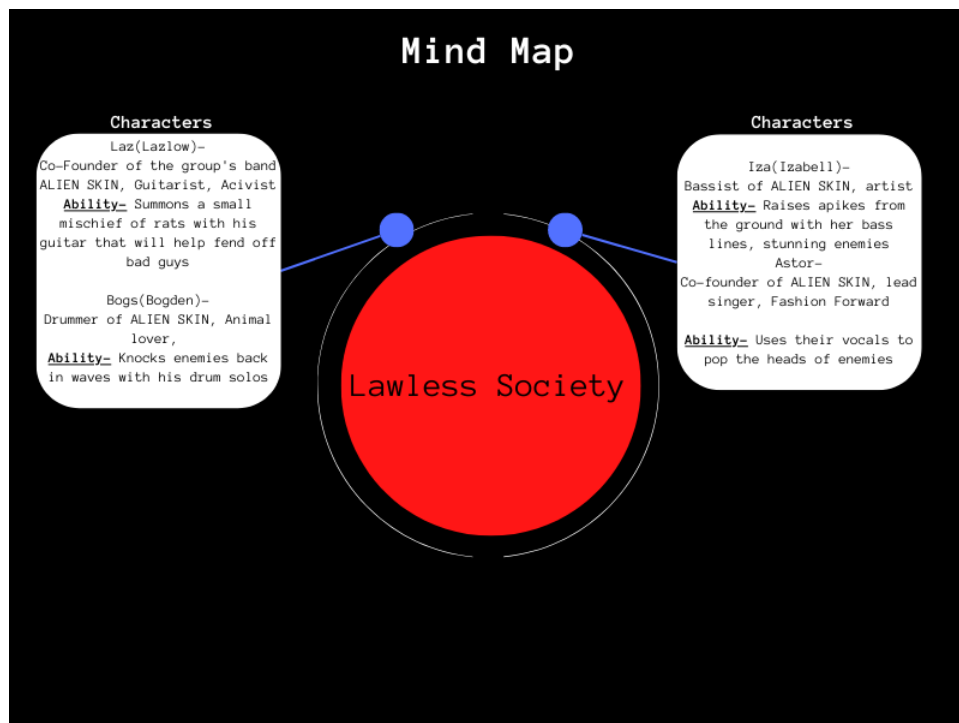 Mind Map
Characters
Laz(Lazlow)-
Co-Founder of the group's band
ALIEN SKIN, Guitarist, Acivist
Ability- Summons a small
mischief of rats with his
guitar that will help fend off
bad guys
Bogs(Bogden)-
Drummer of ALIEN SKIN, Animal
lover,
Ability- Knocks enemies back
in waves with his drum solos
Characters
Iza(Izabell)-
Bassist of ALIEN SKIN, artist
Ability- Raises apikes from
the ground with her bass
lines, stunning enemies
Astor-
Co-founder of ALIEN SKIN, lead
singer, Fashion Forward
Ability- Uses their vocals to
pop the heads of enemies
Lawless Society